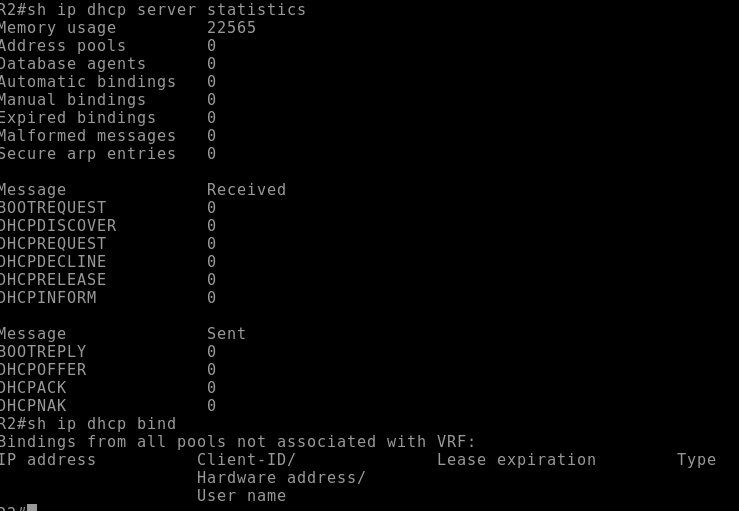 R2#sh ip dhcp server statistics
Memory usage 22565
Address pools 0
Database agents 0
Automatic bindings 0
Manual bindings 0
Expired bindings 0
Malformed messages 0
Secure arp entries 0
Message Received
BOOTREQUEST 0
DHCPDISCOVER 0
DHCPREQUEST 0
DHCPDECLINE 0
DHCPRELEASE 0
DHCPINFORM 0
Message Sent
BOOTREPLY 0
DHCPOFFER 0
DHCPACK 0
DHCPNAK 0
R2#sh ip dhcp bind
Bindings from all pools not associated with VRF:
IP address Client-ID/ Lease expiration Type
Hardware address/
User name
R2#